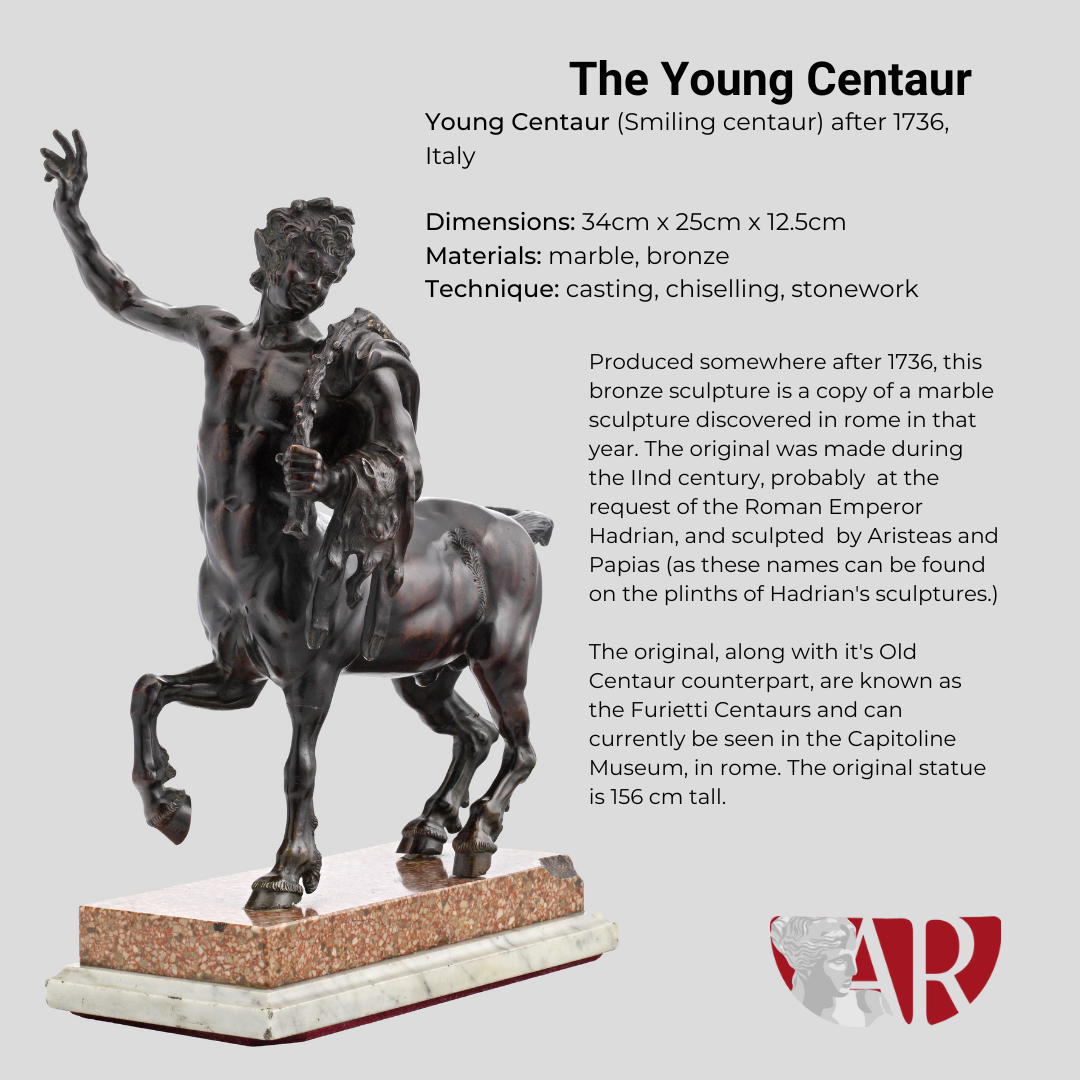 The Young Centaur
Young Centaur (Smiling centaur) after 1736,
Italy
Dimensions: 34cm x 25cm x 12.5cm
Materials: marble, bronze
Technique: casting, chiselling, stonework
Produced somewhere after 1736, this
bronze sculpture is a copy of a marble
sculpture discovered in rome in that
year. The original was made during
the IInd century, probably  at the
request of the Roman Emperor
Hadrian, and sculpted  by Aristeas and
Papias (as these names can be found
on the plinths of Hadrian's sculptures.)
The original, along with it's Old
Centaur counterpart, are known as
the Furietti Centaurs and can
currently be seen in the Capitoline
Museum, in rome. The original statue
is 156 cm tall.
AR